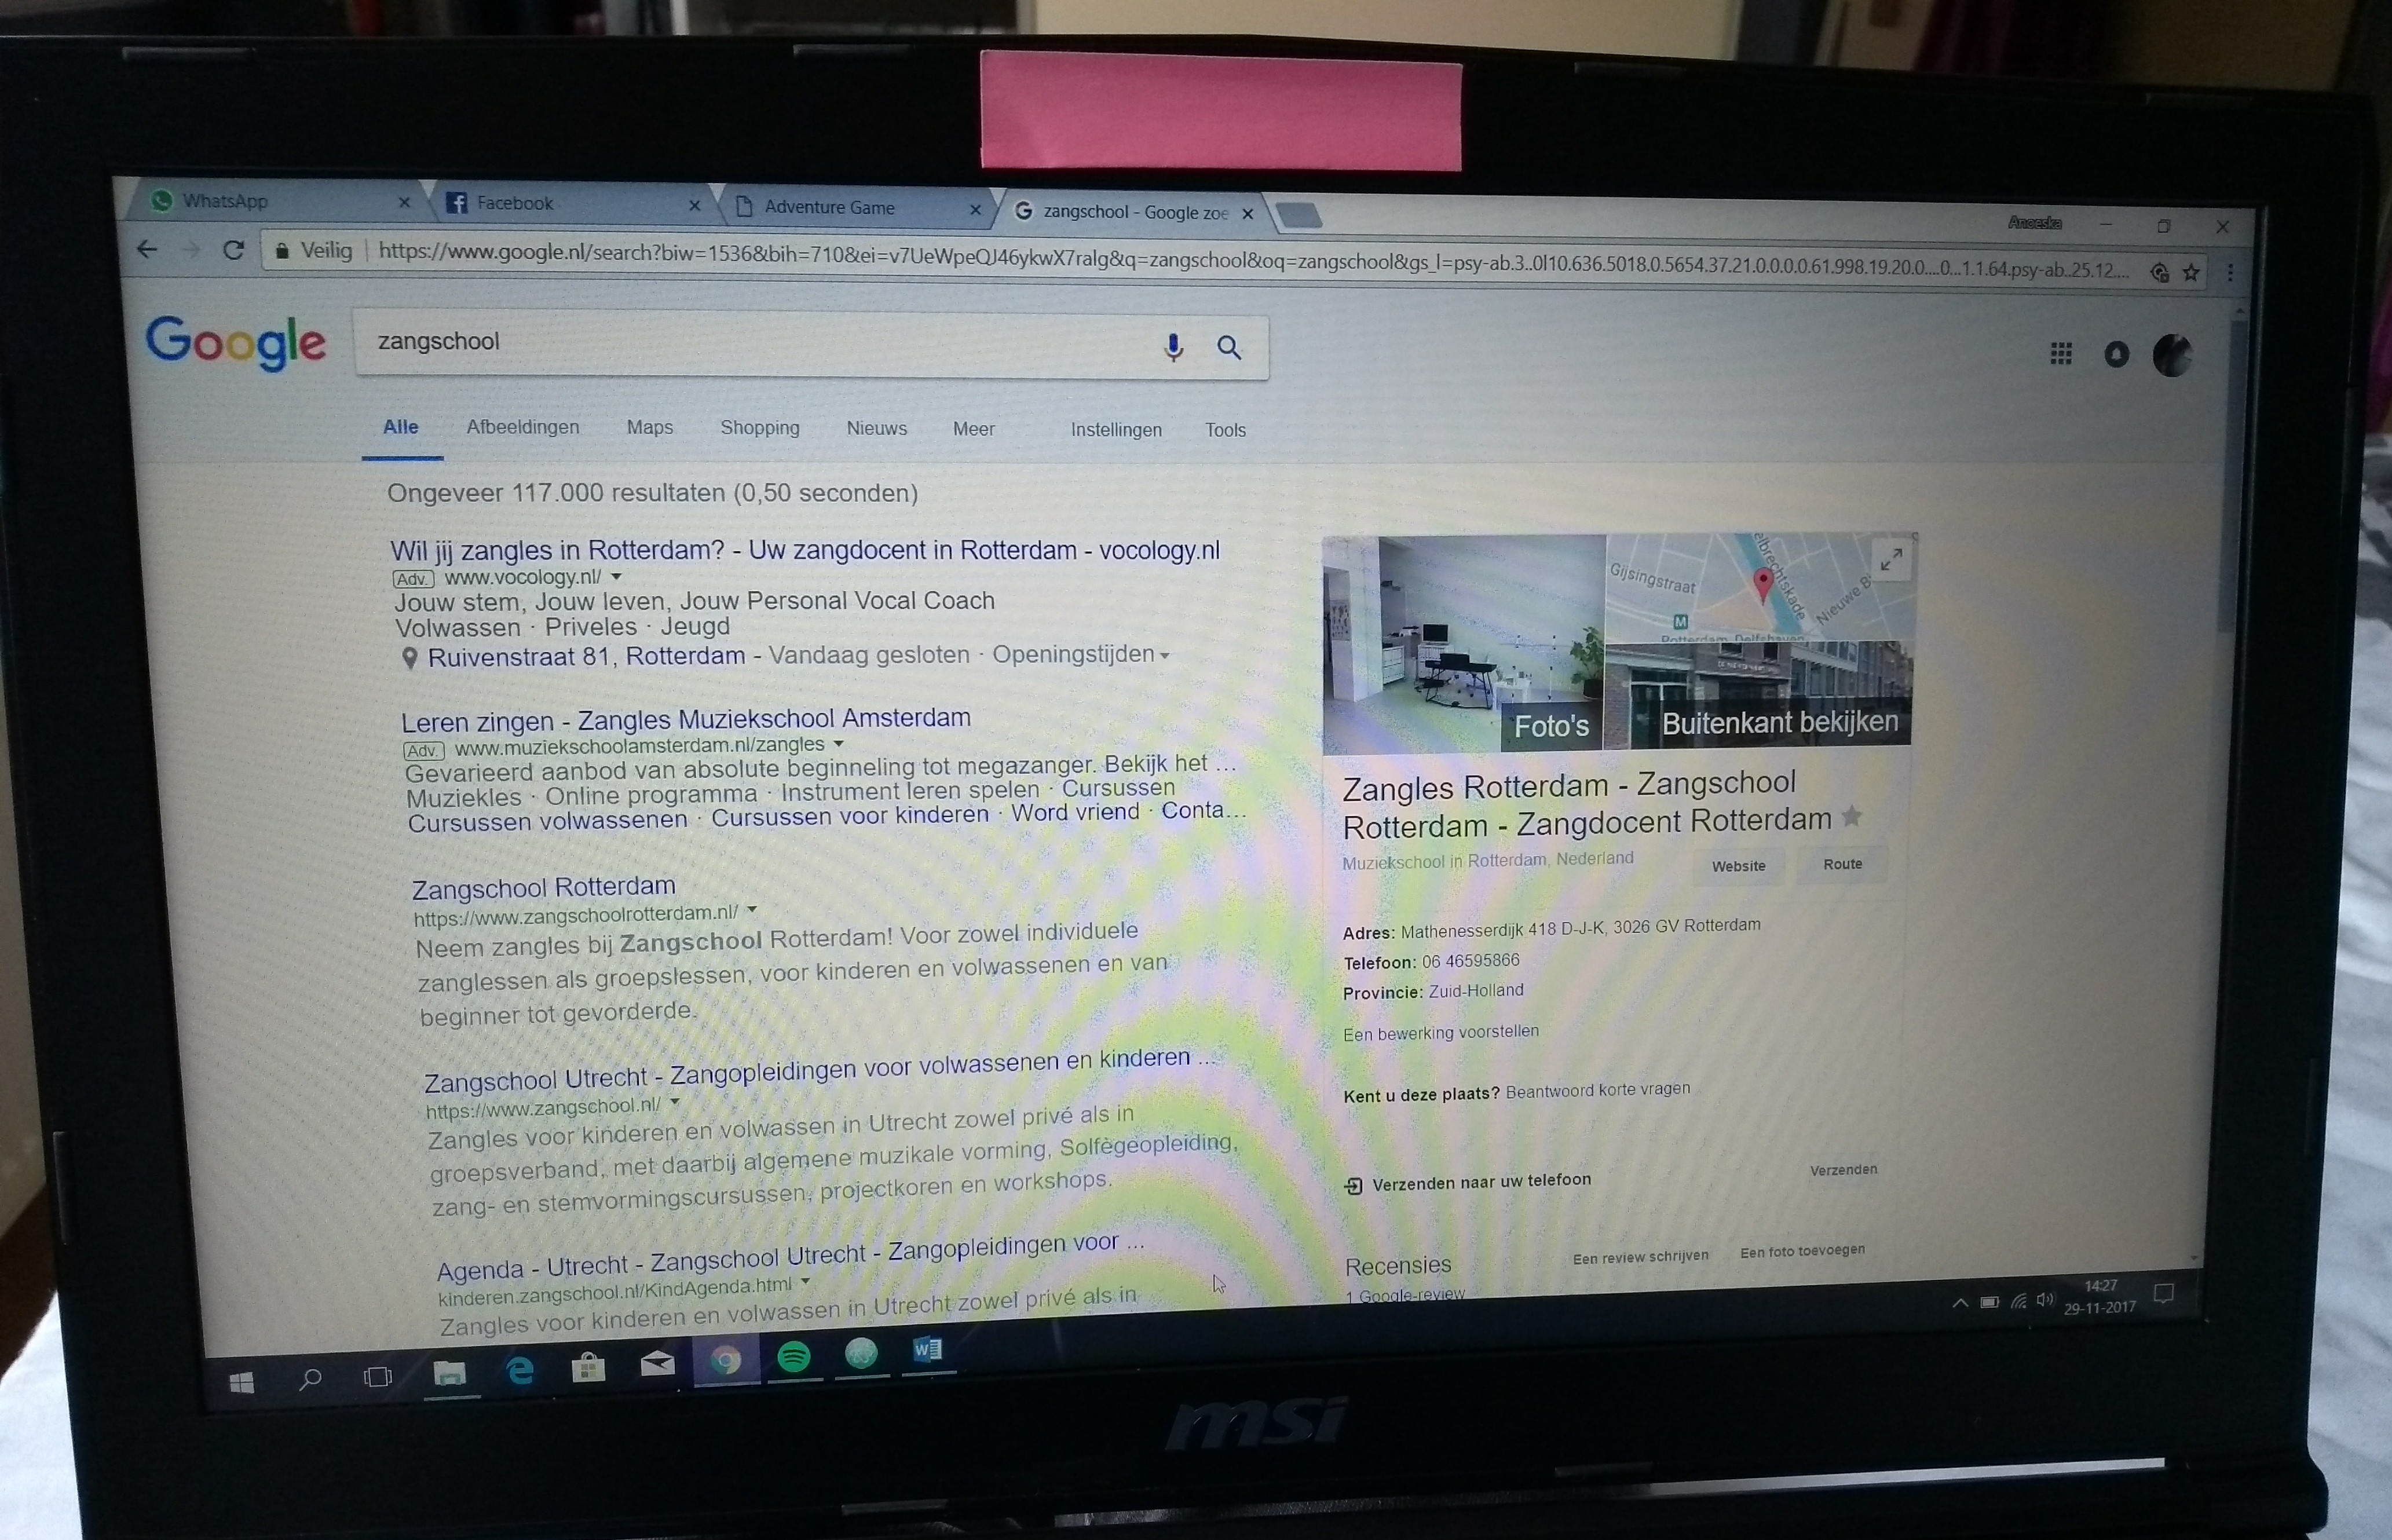 WhatsApp
Facebook
Adventure Game
zangschool - Google zoe
Anoeska
Veilig
https://www.google.nl/search?biw=1536&bih=710&ei=v7UeWpeQJ46ykwX7ralg&q=zangschool&oq=zangschool&gs_l=psy-ab.3..0l10.636.5018.0.5654.37.21.0.0.0.0.61.998.19.20.0....0...1.1.64.psy-ab..25.12....
Google
zangschool
Alle Afbeeldingen Maps Shopping Nieuws Meer Instellingen Tools
Ongeveer 117.000 resultaten (0,50 seconden)
Wil jij zangles in Rotterdam? - Uw zangdocent in Rotterdam - vocology.nl
Adv. www.vocology.nl/
Jouw stem, Jouw leven, Jouw Personal Vocal Coach
Volwassen · Priveles · Jeugd
Ruivenstraat 81, Rotterdam - Vandaag gesloten · Openingstijden
Leren zingen - Zangles Muziekschool Amsterdam
Adv. www.muziekschoolamsterdam.nl/zangles
Gevarieerd aanbod van absolute beginneling tot megazanger. Bekijk het ...
Muziekles · Online programma · Instrument leren spelen · Cursussen
Cursussen volwassenen · Cursussen voor kinderen · Word vriend · Conta...
Zangschool Rotterdam
https://www.zangschoolrotterdam.nl/
Neem zangles bij Zangschool Rotterdam! Voor zowel individuele
zanglessen als groepslessen, voor kinderen en volwassenen en van
beginner tot gevorderde.
Zangschool Utrecht - Zangopleidingen voor volwassenen en kinderen ...
https://www.zangschool.nl/
Zangles voor kinderen en volwassen in Utrecht zowel privé als in
groepsverband, met daarbij algemene muzikale vorming, Solfègeopleiding,
zang- en stemvormingscursussen, projectkoren en workshops.
Agenda - Utrecht - Zangschool Utrecht - Zangopleidingen voor ...
kinderen.zangschool.nl/KindAgenda.html
Zangles voor kinderen en volwassen in Utrecht zowel privé als in
Gijsingstraat
elbrechtskade
Nieuwe B
M
Rotterdam Delfshaven
Foto's
Buitenkant bekijken
Zangles Rotterdam - Zangschool
Rotterdam - Zangdocent Rotterdam
Muziekschool in Rotterdam, Nederland
Website
Route
Adres: Mathenesserdijk 418 D-J-K, 3026 GV Rotterdam
Telefoon: 06 46595866
Provincie: Zuid-Holland
Een bewerking voorstellen
Kent u deze plaats? Beantwoord korte vragen
Verzenden naar uw telefoon
Verzenden
Recensies
Een review schrijven
Een foto toevoegen
1 Google-review
14:27
29-11-2017
msi